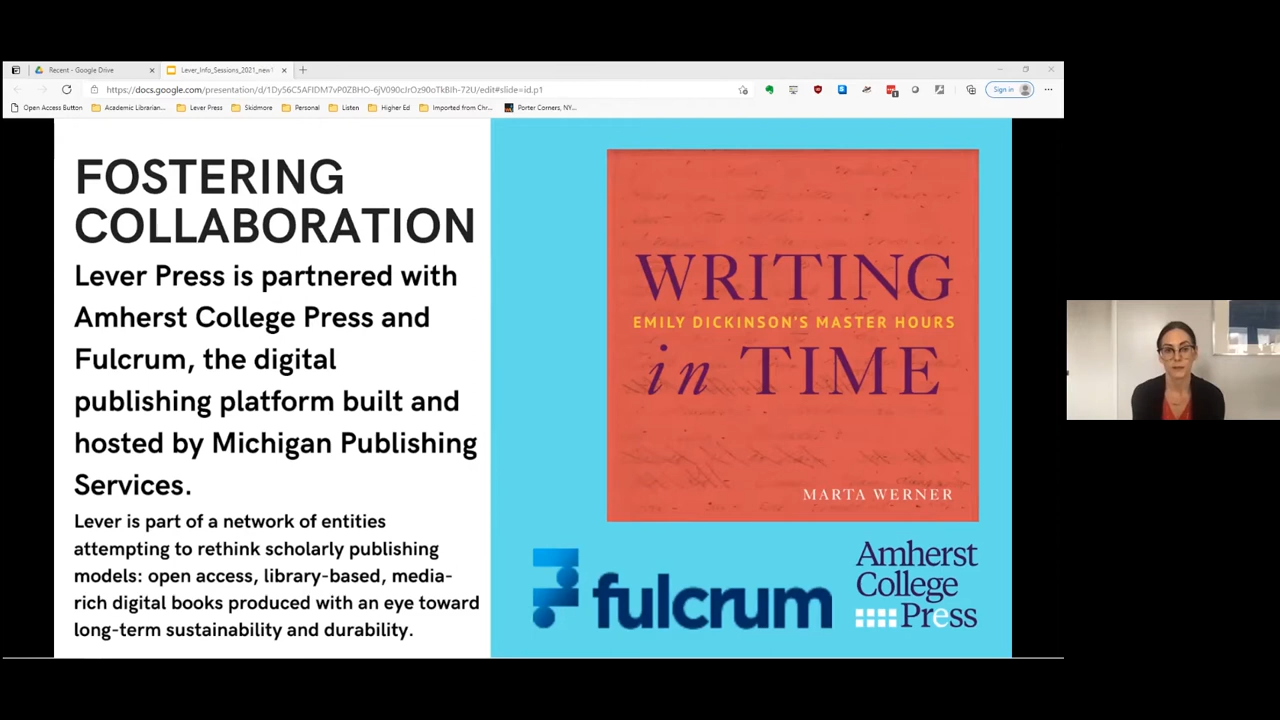 Recent - Google Drive
Lever_Info_Sessions_2021_new
Sign in
Open Access Button
Academic Librarian...
Lever Press
Skidmore
Personal
Listen
Higher Ed
Imported from Chr...
Porter Corners, NY...
FOSTERING
COLLABORATION
Lever Press is partnered with
Amherst College Press and
Fulcrum, the digital
publishing platform built and
hosted by Michigan Publishing
Services.
Lever is part of a network of entities
attempting to rethink scholarly publishing
models: open access, library-based, media-
rich digital books produced with an eye toward
long-term sustainability and durability.
WRITING
EMILY DICKINSON'S MASTER HOURS
in TIME
MARTA WERNER
fulcrum
Amherst
College
Press